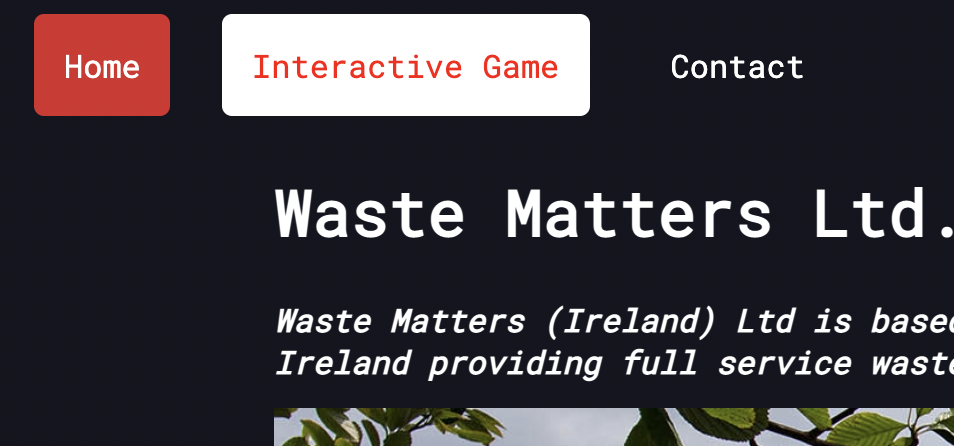 Home Interactive Game Contact
Waste Matters Ltd.
Waste Matters (Ireland) Ltd is based
Ireland providing full service waste